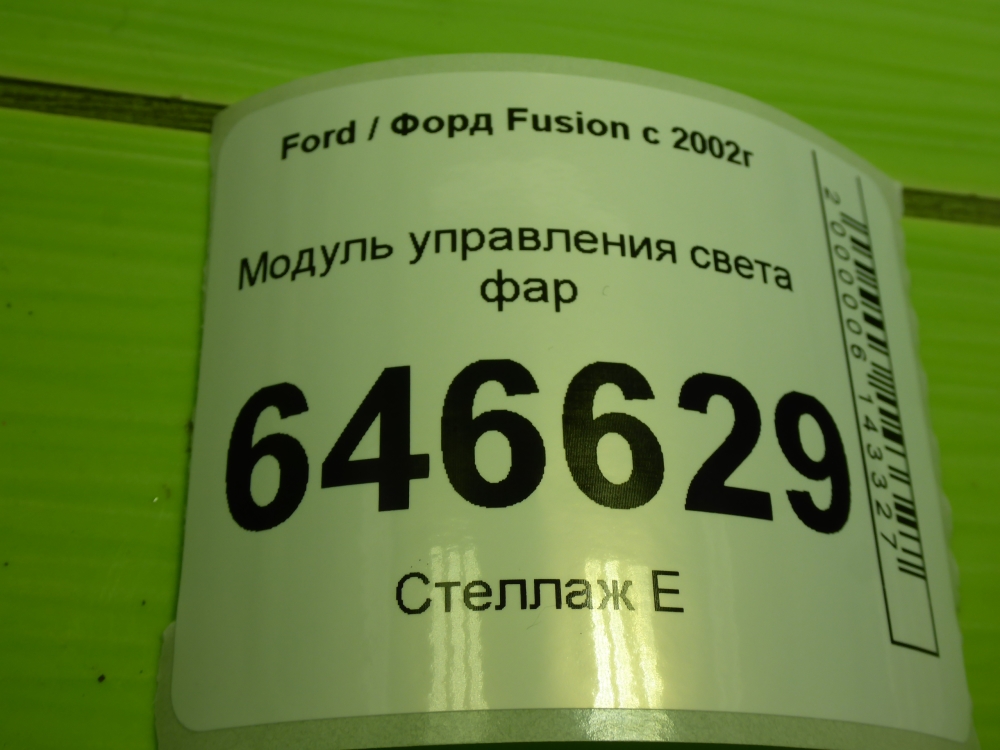 Ford / Форд Fusion с 2002г
Модуль управления света
фар
646629
Стеллаж Е
2000006143327